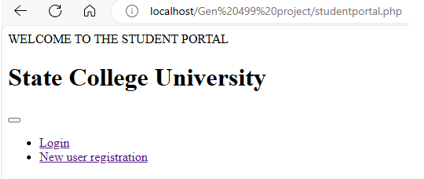 localhost/Gen%20499%20project/studentportal.php
WELCOME TO THE STUDENT PORTAL
State College University
Login
New user registration